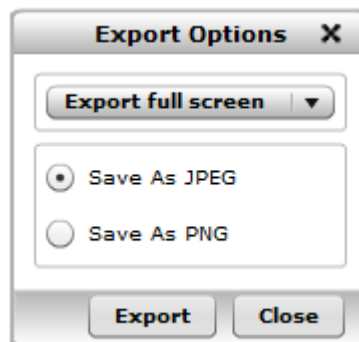 Export Options
Export full screen
Save As JPEG
Save As PNG
Export Close